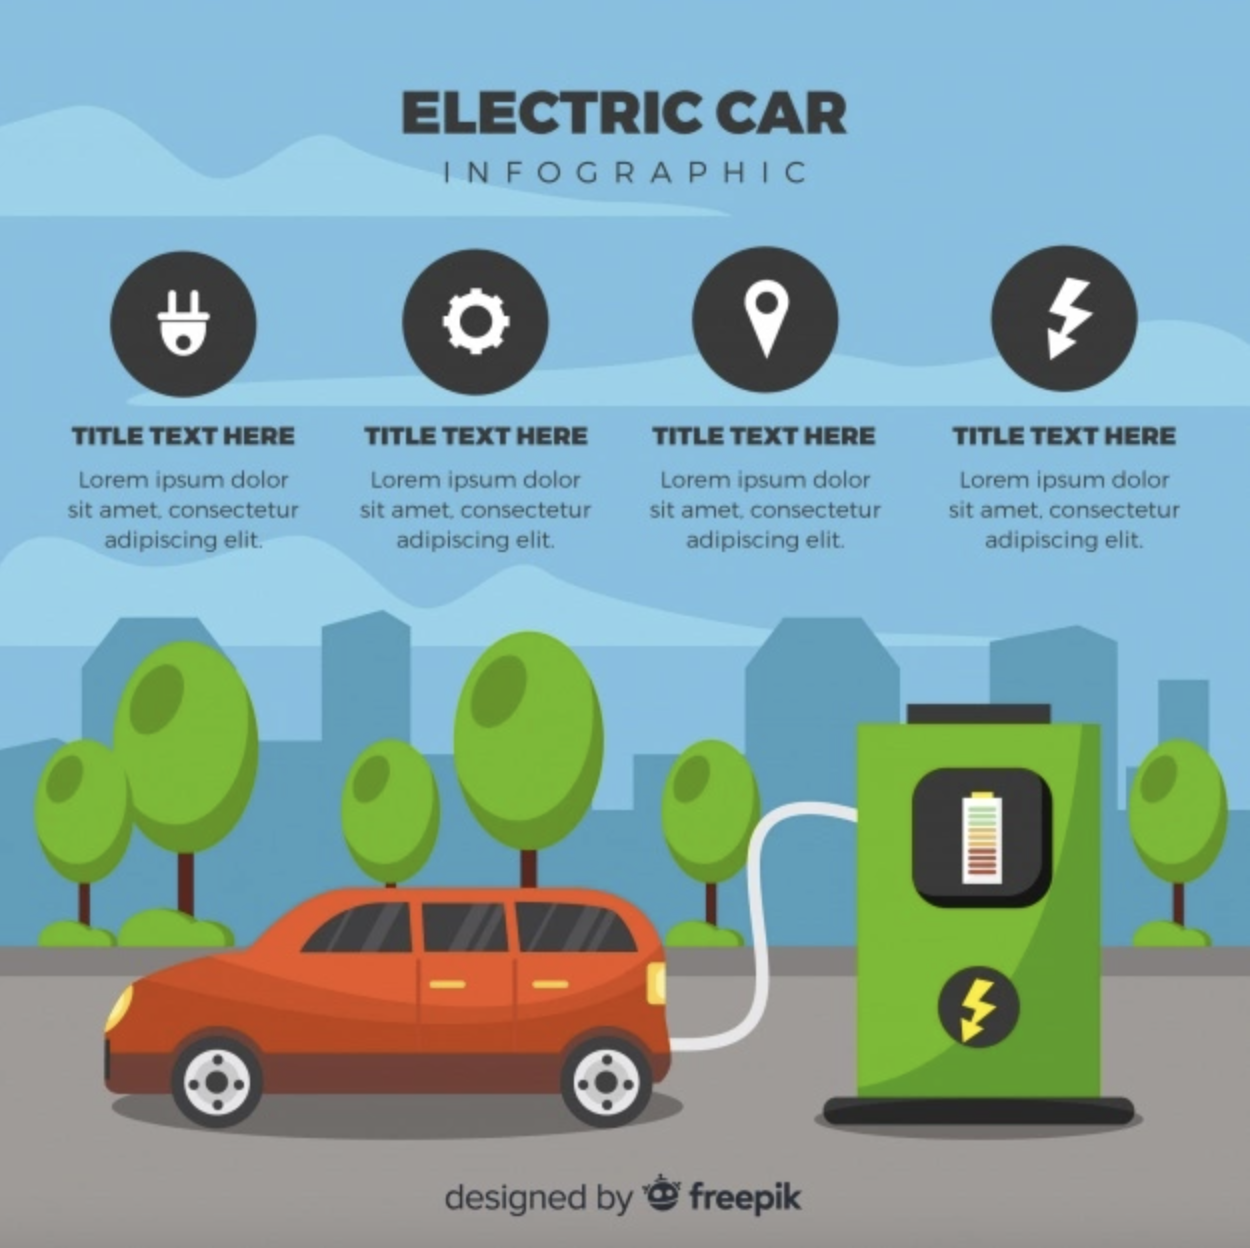 ELECTRIC CAR
INFOGRAPHIC
TITLE TEXT HERE
Lorem ipsum dolor
sit amet, consectetur
adipiscing elit.
TITLE TEXT HERE
Lorem ipsum dolor
sit amet, consectetur
adipiscing elit.
TITLE TEXT HERE
Lorem ipsum dolor
sit amet, consectetur
adipiscing elit.
TITLE TEXT HERE
Lorem ipsum dolor
sit amet, consectetur
adipiscing elit.
designed by freepik